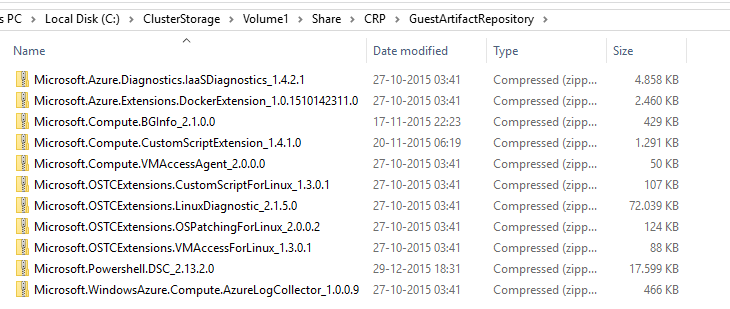 s PC > Local Disk (C:) > ClusterStorage > Volume1 > Share > CRP > GuestArtifactRepository >
Name Date modified Type Size
Microsoft.Azure.Diagnostics.IaaSDiagnostics_1.4.2.1 27-10-2015 03:41 Compressed (zipp... 4.858 KB
Microsoft.Azure.Extensions.DockerExtension_1.0.1510142311.0 27-10-2015 03:41 Compressed (zipp... 2.460 KB
Microsoft.Compute.BGInfo_2.1.0.0 17-11-2015 22:23 Compressed (zipp... 429 KB
Microsoft.Compute.CustomScriptExtension_1.4.1.0 20-11-2015 06:19 Compressed (zipp... 1.291 KB
Microsoft.Compute.VMAccessAgent_2.0.0.0 27-10-2015 03:41 Compressed (zipp... 50 KB
Microsoft.OSTCExtensions.CustomScriptForLinux_1.3.0.1 27-10-2015 03:41 Compressed (zipp... 107 KB
Microsoft.OSTCExtensions.LinuxDiagnostic_2.1.5.0 27-10-2015 03:41 Compressed (zipp... 72.039 KB
Microsoft.OSTCExtensions.OSPatchingForLinux_2.0.0.2 27-10-2015 03:41 Compressed (zipp... 124 KB
Microsoft.OSTCExtensions.VMAccessForLinux_1.3.0.1 27-10-2015 03:41 Compressed (zipp... 88 KB
Microsoft.Powershell.DSC_2.13.2.0 29-12-2015 18:31 Compressed (zipp... 17.599 KB
Microsoft.WindowsAzure.Compute.AzureLogCollector_1.0.0.9 27-10-2015 03:41 Compressed (zipp... 466 KB